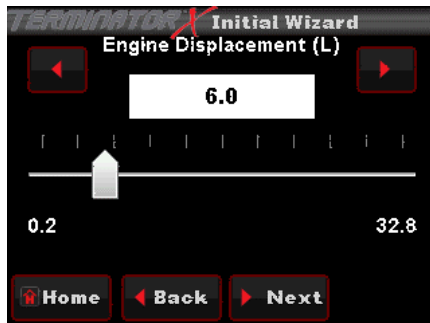 TERMINATOR X Initial Wizard
Engine Displacement (L)
6.0
0.2 32.8
Home Back Next